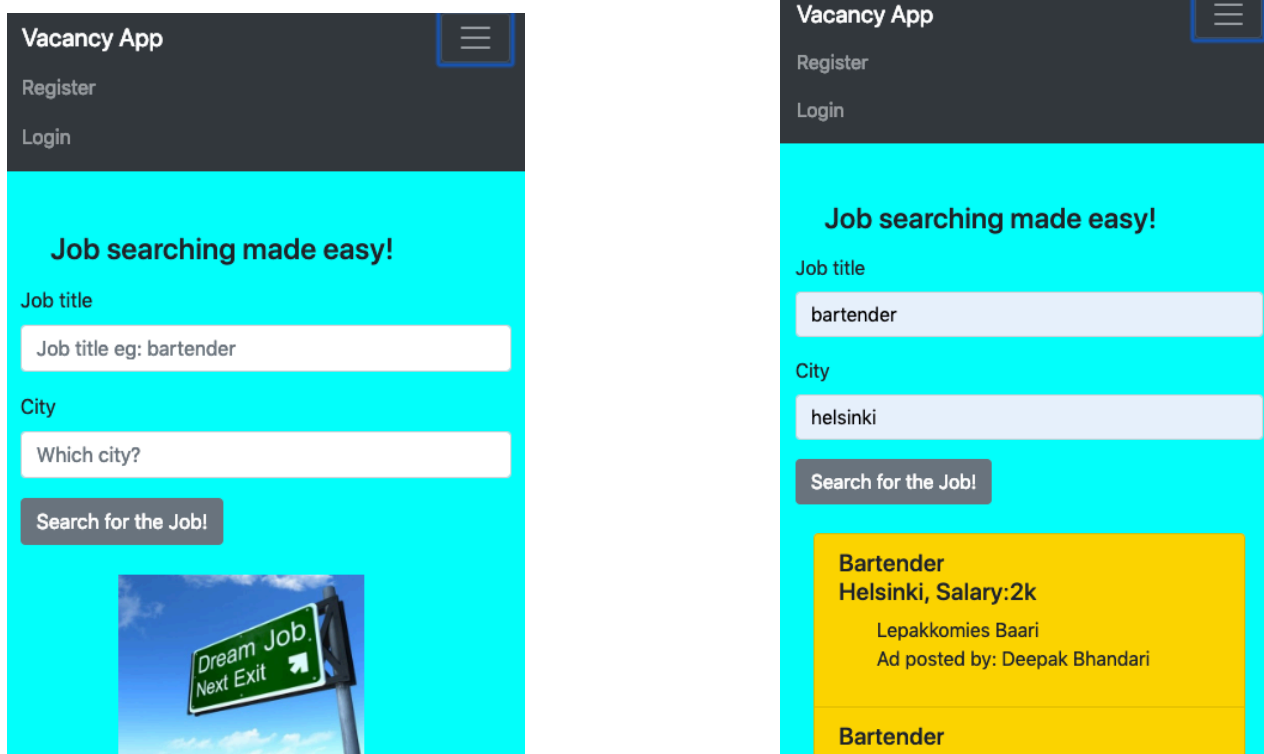 Vacancy App
Register
Login
Job searching made easy!
Job title
Job title eg: bartender
City
Which city?
Search for the Job!
Dream Job
Next Exit
Vacancy App
Register
Login
Job searching made easy!
Job title
bartender
City
helsinki
Search for the Job!
Bartender
Helsinki, Salary:2k
Lepakkomies Baari
Ad posted by: Deepak Bhandari
Bartender